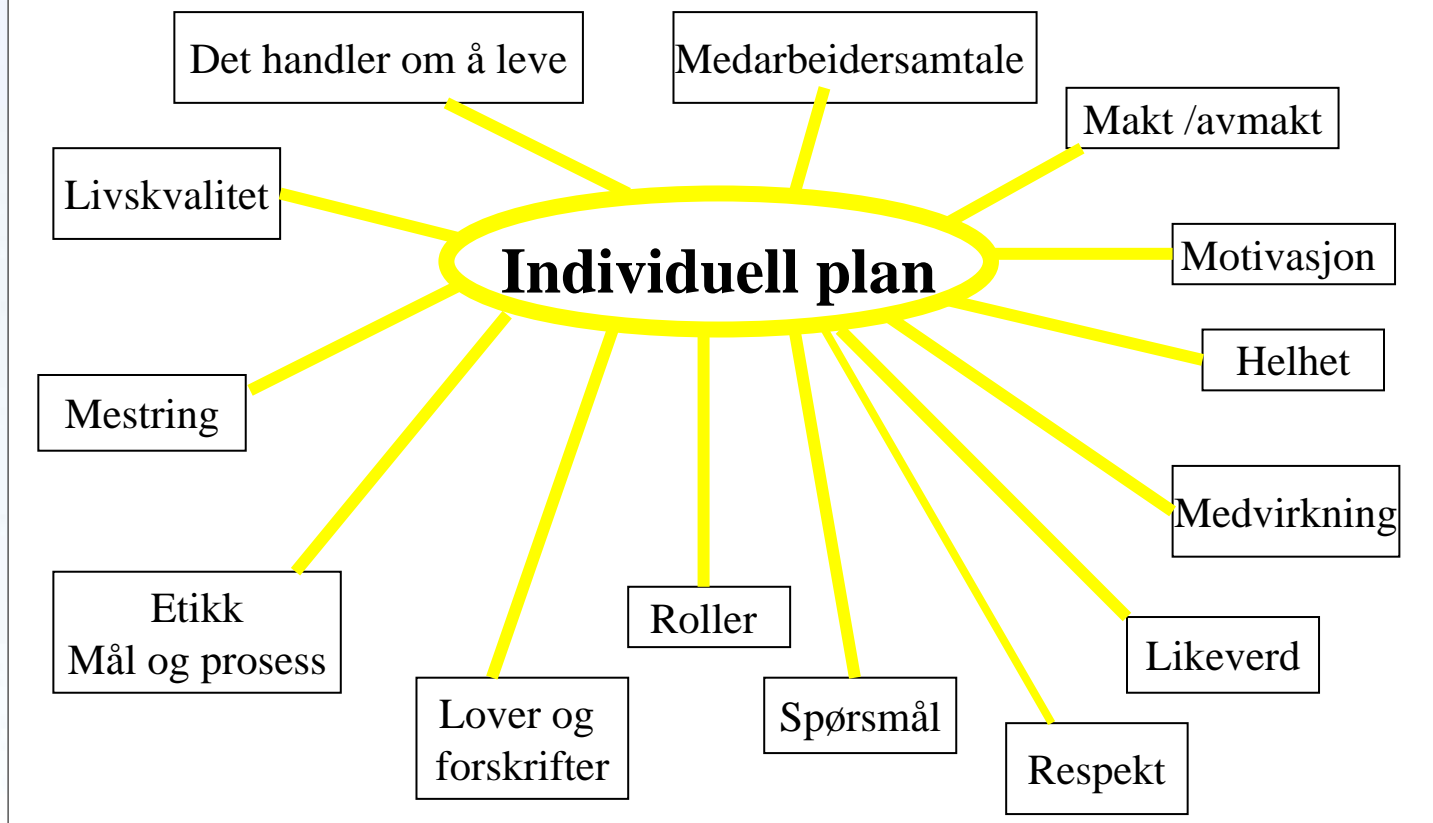 Det handler om å leve
Medarbeidersamtale
Makt /avmakt
Livskvalitet
Individuell plan
Motivasjon
Helhet
Mestring
Medvirkning
Etikk
Mål og prosess
Roller
Likeverd
Lover og
forskrifter
Spørsmål
Respekt